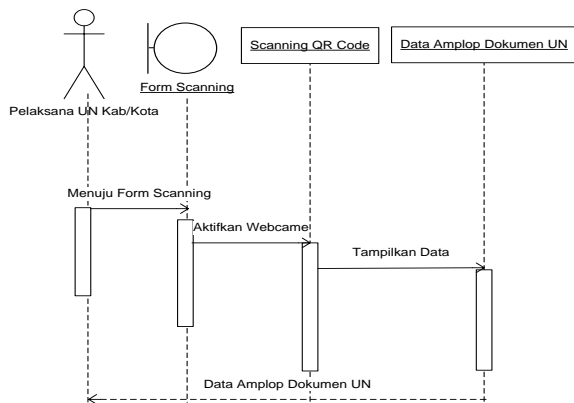 Scanning QR Code
Data Amplop Dokumen UN
Form Scanning
Pelaksana UN Kab/Kota
Menuju Form Scanning
Aktifkan Webcame
Tampilkan Data
Data Amplop Dokumen UN